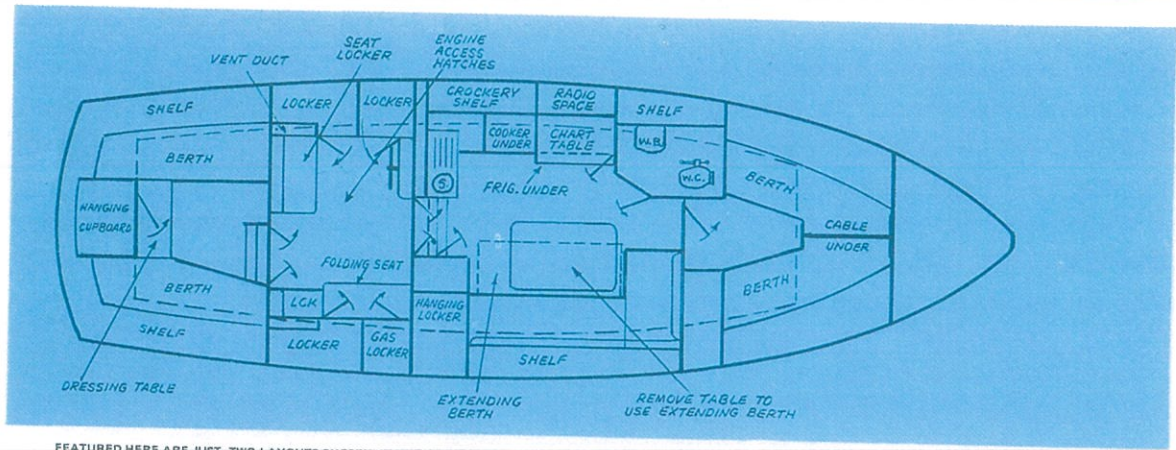 SEAT
LOCKER
ENGINE
ACCESS
HATCHES
VENT DUCT
SHELF
LOCKER
LOCKER
CROCKERY
SHELF
RADIO
SPACE
SHELF
COOKER
UNDER
CHART
TABLE
W.B.
BERTH
S.
FRIG. UNDER
W.C.
BERTH
HANGING
CUPBOARD
CABLE
UNDER
FOLDING SEAT
BERTH
BERTH
LCK
HANGING
LOCKER
SHELF
LOCKER
GAS
LOCKER
SHELF
DRESSING TABLE
EXTENDING
BERTH
REMOVE TABLE TO
USE EXTENDING BERTH
FEATURED HERE ARE JUST TWO LAYOUTS